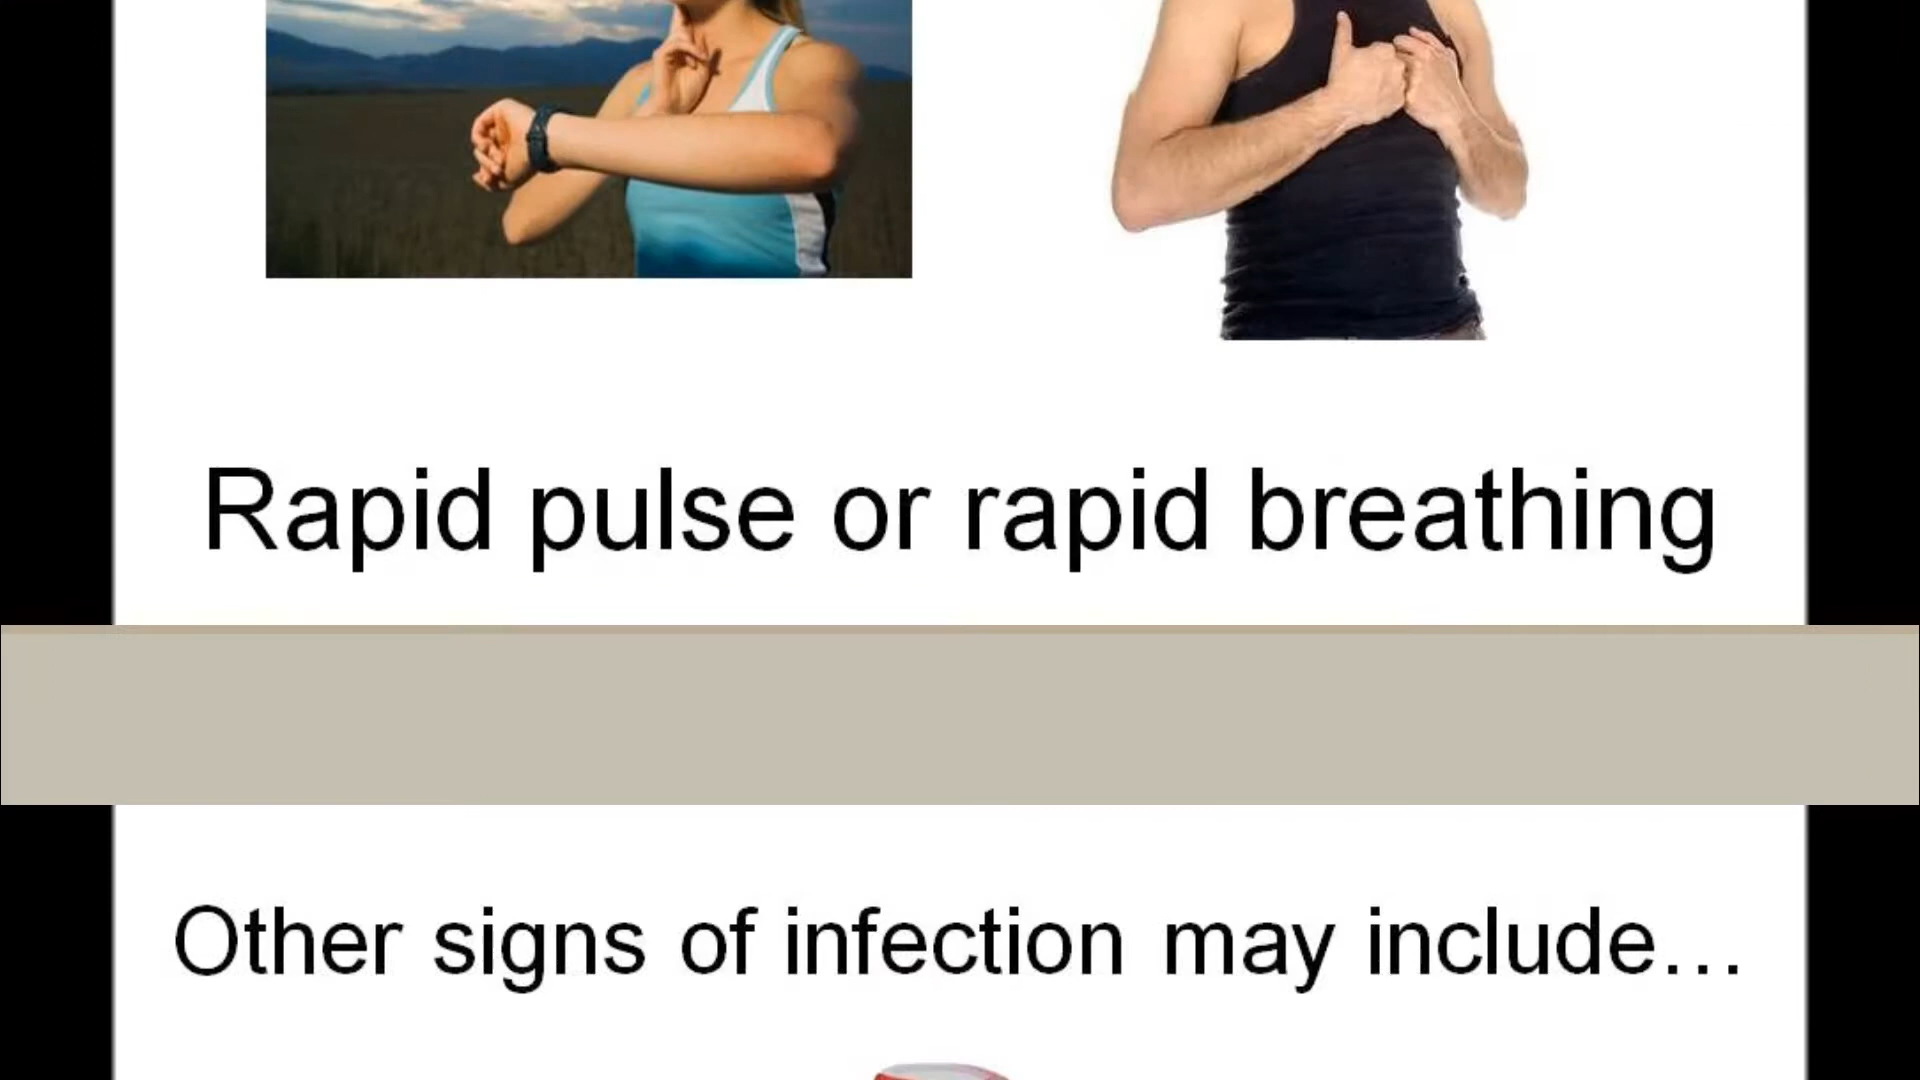 Rapid pulse or rapid breathing
Other signs of infection may include…